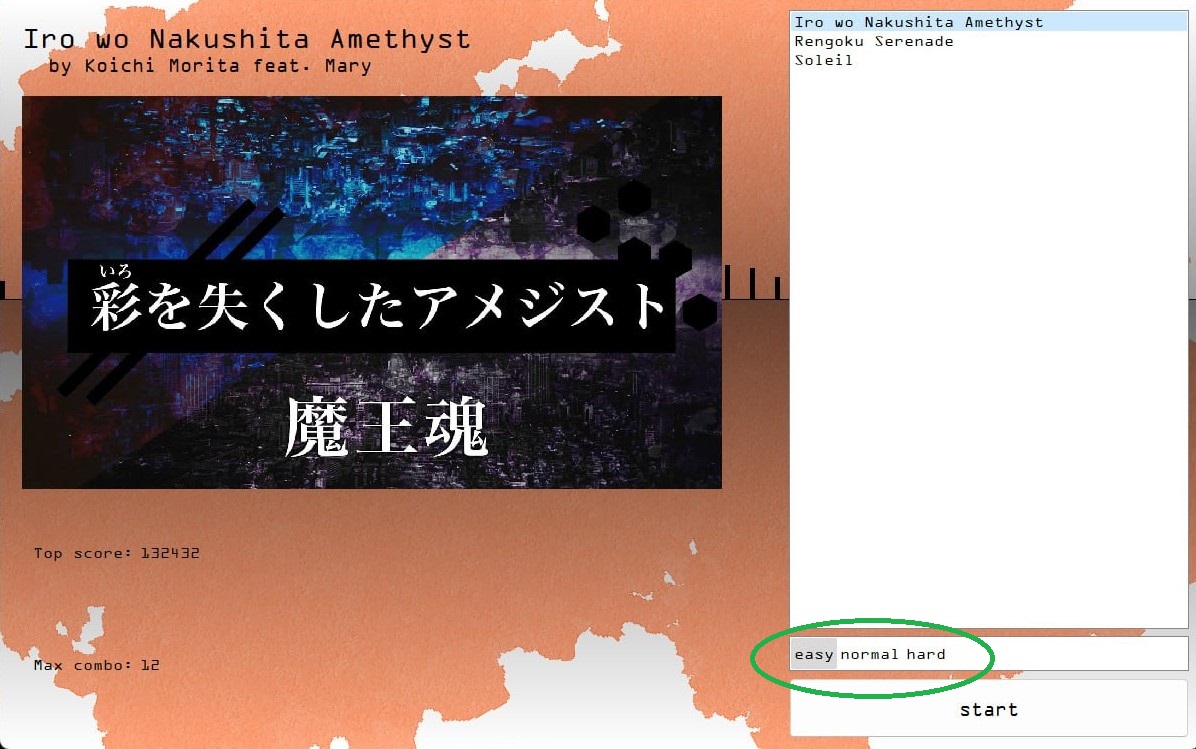 Iro wo Nakushita Amethyst
by Koichi Morita feat. Mary
いろ
彩を失くしたアメジスト
魔王魂
Top score: 132432
Max combo: 12
Iro wo Nakushita Amethyst
Rengoku Serenade
Soleil
easy normal hard
start